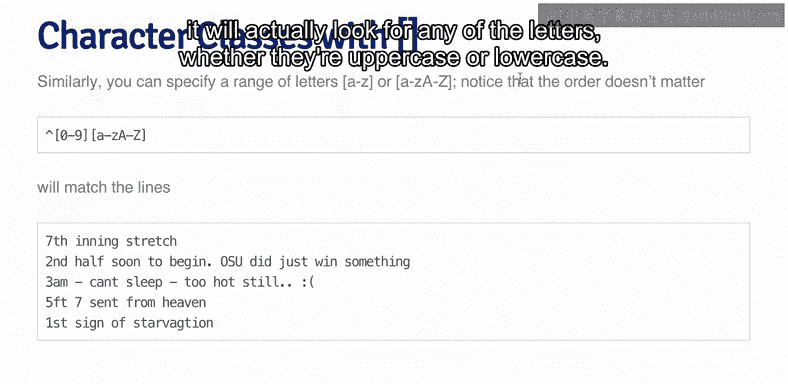 Character Classes with []
it will actually look for any of the letters,
whether they're uppercase or lowercase.
Similarly, you can specify a range of letters [a-z] or [a-zA-Z]; notice that the order doesn't matter
^[0-9][a-zA-Z]
will match the lines
7th inning stretch
2nd half soon to begin. OSU did just win something
3am - cant sleep - too hot still.. :(
5ft 7 sent from heaven
1st sign of starvagtion